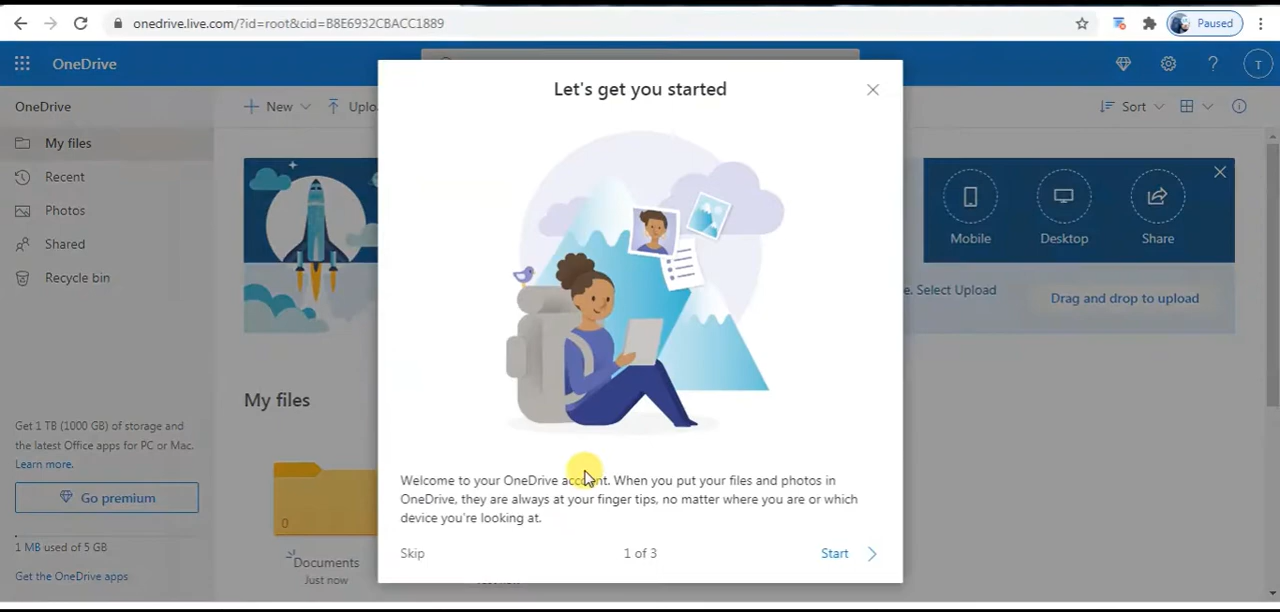 onedrive.live.com/?id=root&cid=B8E6932CBACC1889
Paused
OneDrive
T
OneDrive
New
Uplo
Sort
My files
Recent
Photos
Shared
Recycle bin
Let's get you started
Mobile
Desktop
Share
e. Select Upload
Drag and drop to upload
My files
Get 1 TB (1000 GB) of storage and
the latest Office apps for PC or Mac.
Learn more.
Go premium
1 MB used of 5 GB
Get the OneDrive apps
0
Documents
Just now
Welcome to your OneDrive account. When you put your files and photos in
OneDrive, they are always at your finger tips, no matter where you are or which
device you're looking at.
Skip
1 of 3
Start